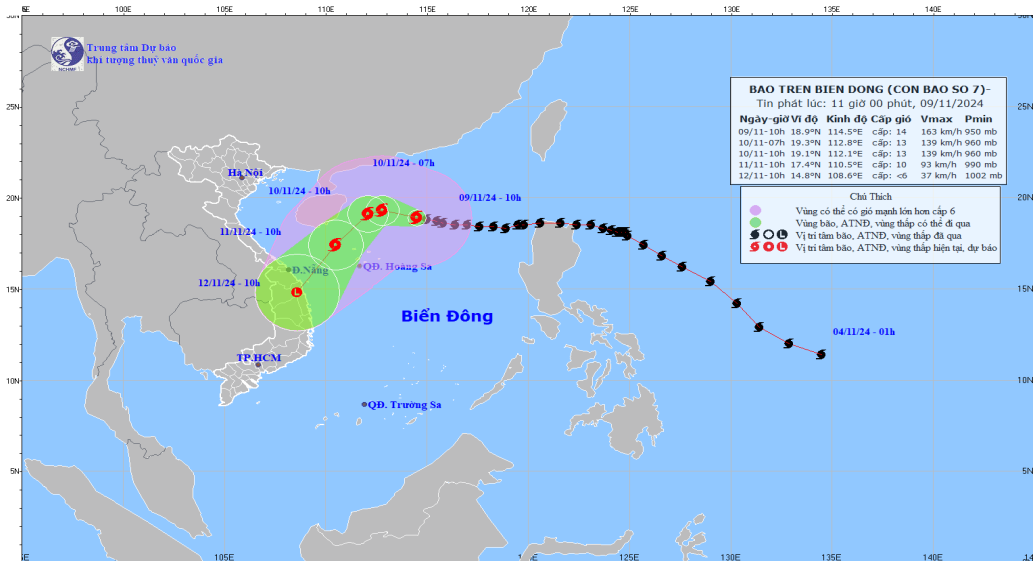 100E 105E 110E 115E 120E 125E 130E 135E 140E
Trung tâm Dự báo
khí tượng thuỷ văn quốc gia
NCHMF
25N
20N
15N
10N
5N
BAO TREN BIEN DONG (CON BAO SO 7)-
Tin phát lúc: 11 giờ 00 phút, 09/11/2024
Ngày-giờ Vĩ độ Kinh độ Cấp gió Vmax Pmin
09/11-10h 18.9°N 114.5°E cấp: 14 163 km/h 950 mb
10/11-07h 19.3°N 112.8°E cấp: 13 139 km/h 960 mb
10/11-10h 19.1°N 112.1°E cấp: 13 139 km/h 960 mb
11/11-10h 17.4°N 110.5°E cấp: 10 93 km/h 990 mb
12/11-10h 14.8°N 108.6°E cấp: <6 37 km/h 1002 mb
Chú Thích
Vùng có thể có gió mạnh lớn hơn cấp 6
Vùng bão, ATNĐ, vùng thấp có thể đi qua
L Vị trí tâm bão, ATNĐ, vùng thấp đã qua
L Vị trí tâm bão, ATNĐ, vùng thấp hiện tại, dự báo
10/11/24 - 07h
Hà Nội
10/11/24 - 10h
09/11/24 - 10h
11/11/24 - 10h
QĐ. Hoàng Sa
Đ.Nẵng
12/11/24 - 10h
L
Biển Đông
04/11/24 - 01h
TP.HCM
QĐ. Trường Sa
25N
20N
15N
10N
5N
105E 110E 115E 120E 125E 130E 135E 140E